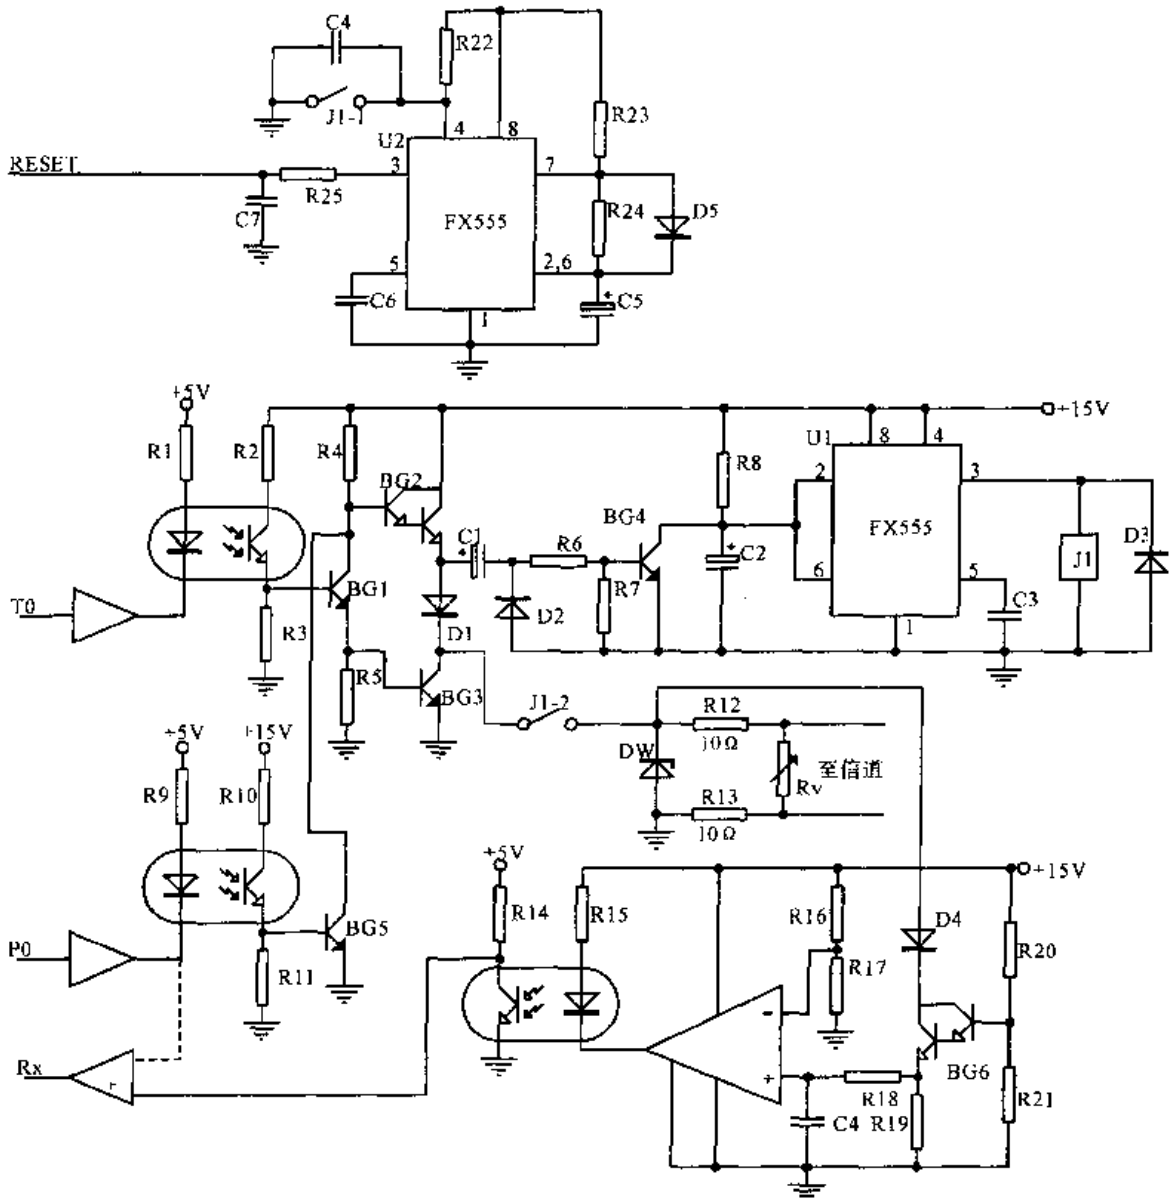 C4
R22
J1-1
R23
4
8
U2
RESET
3
7
R25
R24
D5
C7
FX555
5
2,6
C6
C5
1
+5V
+15V
R1
R2
R4
R8
U1
8
4
BG2
2
3
BG4
C1
R6
FX555
C2
D3
J1
6
5
T0
BG1
R7
C3
R3
D1
D2
1
R5
BG3
J1-2
R12
+5V
+15V
10Ω
DW
Rv
至信道
R9
R10
R13
10Ω
+5V
+15V
R14
R15
R16
D4
P0
BG5
R20
R11
R17
-
Rx
+
+
BG6
R18
C4
R19
R21